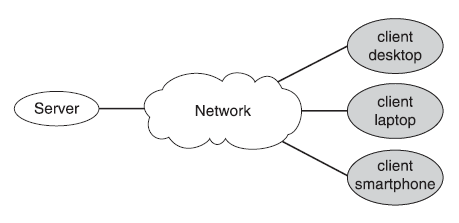 client
desktop
Server
Network
client
laptop
client
smartphone